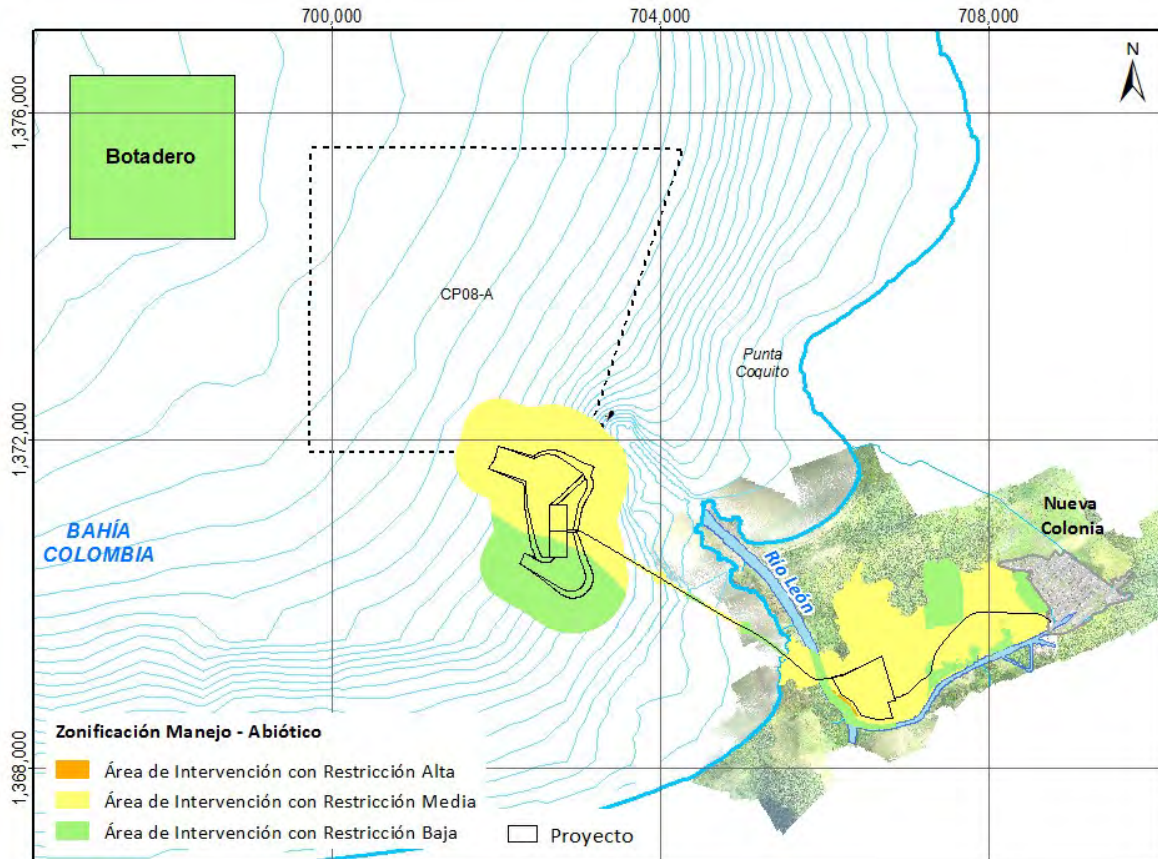 700,000
704,000
708,000
N
1,376,000
Botadero
CP08-A
Punta
Coquito
1,372,000
Nueva
Colonia
BAHÍA
COLOMBIA
Río León
Zonificación Manejo - Abiótico
1,368,000
Área de Intervención con Restricción Alta
Área de Intervención con Restricción Media
Área de Intervención con Restricción Baja
Proyecto